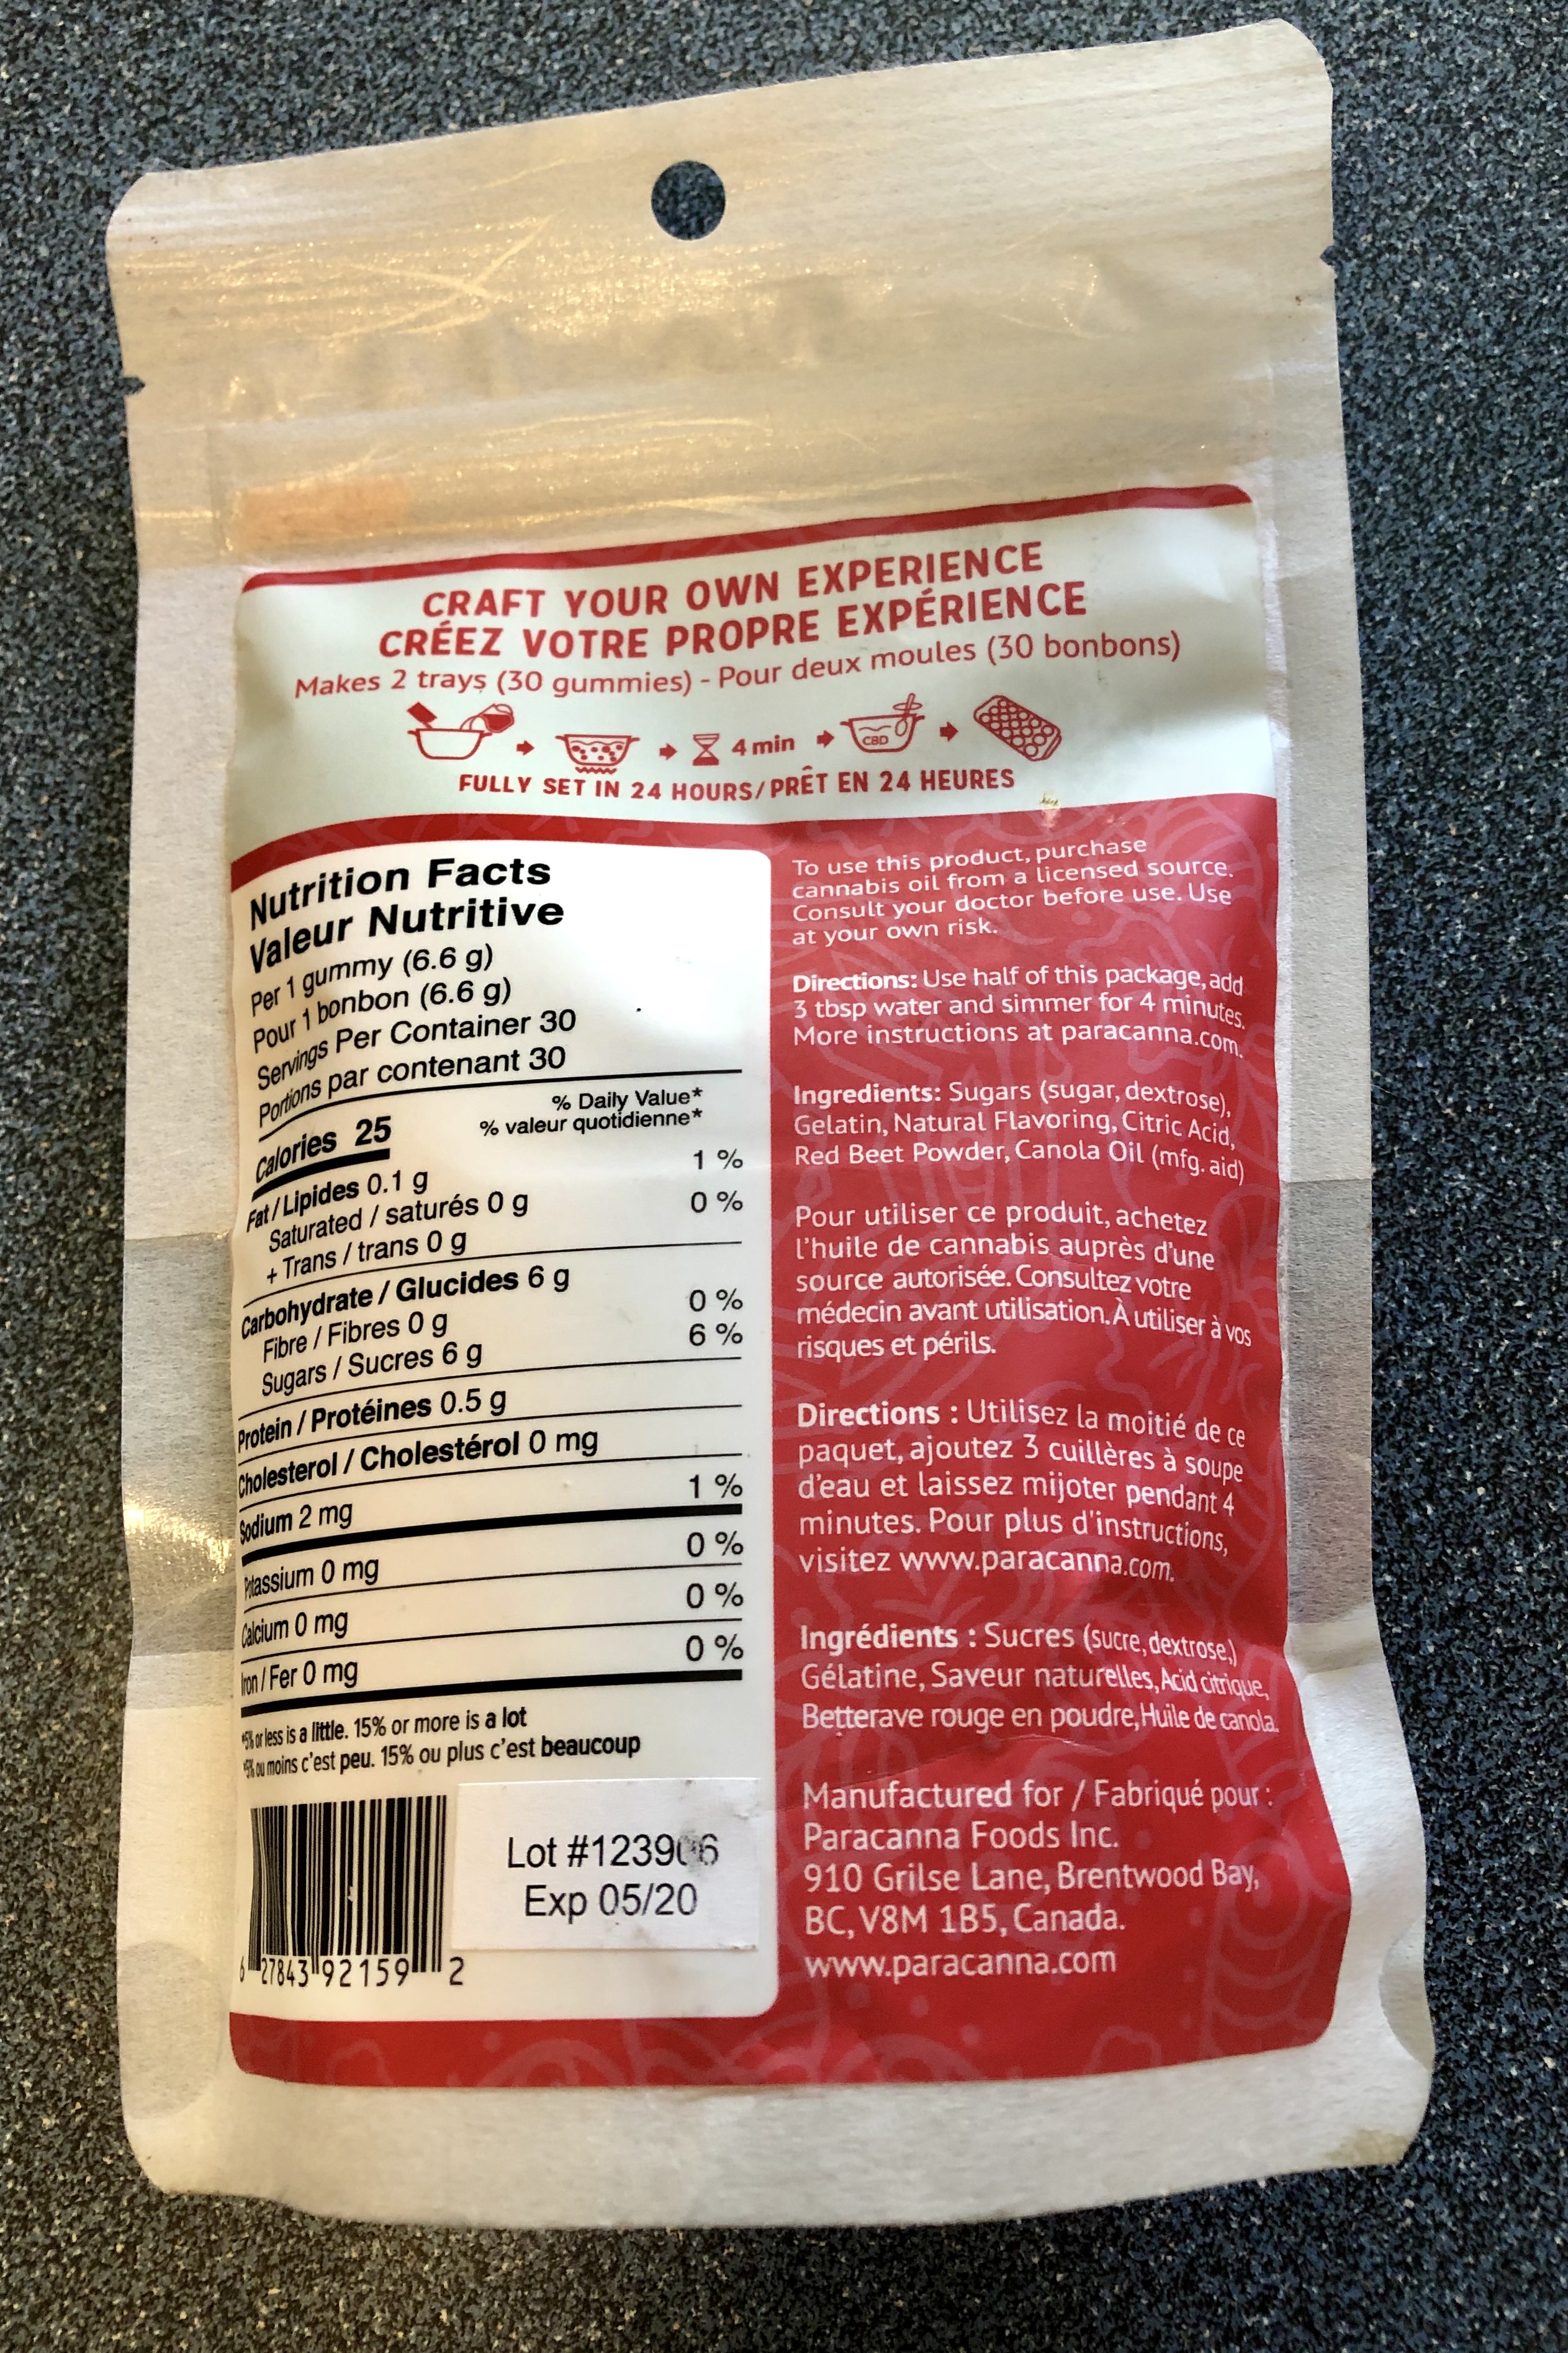 CRAFT YOUR OWN EXPERIENCE
CRÉEZ VOTRE PROPRE EXPÉRIENCE
Makes 2 trays (30 gummies) - Pour deux moules (30 bonbons)
4 min
CBD
FULLY SET IN 24 HOURS/PRÊT EN 24 HEURES
Nutrition Facts
Valeur Nutritive
Per 1 gummy (6.6 g)
Pour 1 bonbon (6.6 g)
Servings Per Container 30
Portions par contenant 30
% Daily Value*
% valeur quotidienne*
Calories 25
Fat / Lipides 0.1 g 1 %
Saturated / saturés 0 g 0 %
+ Trans / trans 0 g
Carbohydrate / Glucides 6 g
Fibre / Fibres 0 g 0 %
Sugars / Sucres 6 g 6 %
Protein / Protéines 0.5 g
Cholesterol / Cholestérol 0 mg
Sodium 2 mg 1 %
Potassium 0 mg 0 %
Calcium 0 mg 0 %
Iron / Fer 0 mg 0 %
*5% or less is a little. 15% or more is a lot
*5% ou moins c'est peu. 15% ou plus c'est beaucoup
6 27843 92159 2
Lot
Exp 05/20
To use this product, purchase
cannabis oil from a licensed source.
Consult your doctor before use. Use
at your own risk.
Directions: Use half of this package, add
3 tbsp water and simmer for 4 minutes.
More instructions at paracanna.com.
Ingredients: Sugars (sugar, dextrose),
Gelatin, Natural Flavoring, Citric Acid,
Red Beet Powder, Canola Oil (mfg. aid)
Pour utiliser ce produit, achetez
l'huile de cannabis auprès d'une
source autorisée. Consultez votre
médecin avant utilisation. À utiliser à vos
risques et périls.
Directions : Utilisez la moitié de ce
paquet, ajoutez 3 cuillères à soupe
d'eau et laissez mijoter pendant 4
minutes. Pour plus d'instructions,
visitez www.paracanna.com.
Ingrédients : Sucres (sucre, dextrose,)
Gélatine, Saveur naturelles, Acid citrique,
Betterave rouge en poudre, Huile de canola.
Manufactured for / Fabriqué pour :
Paracanna Foods Inc.
910 Grilse Lane, Brentwood Bay,
BC, V8M 1B5, Canada.
www.paracanna.com